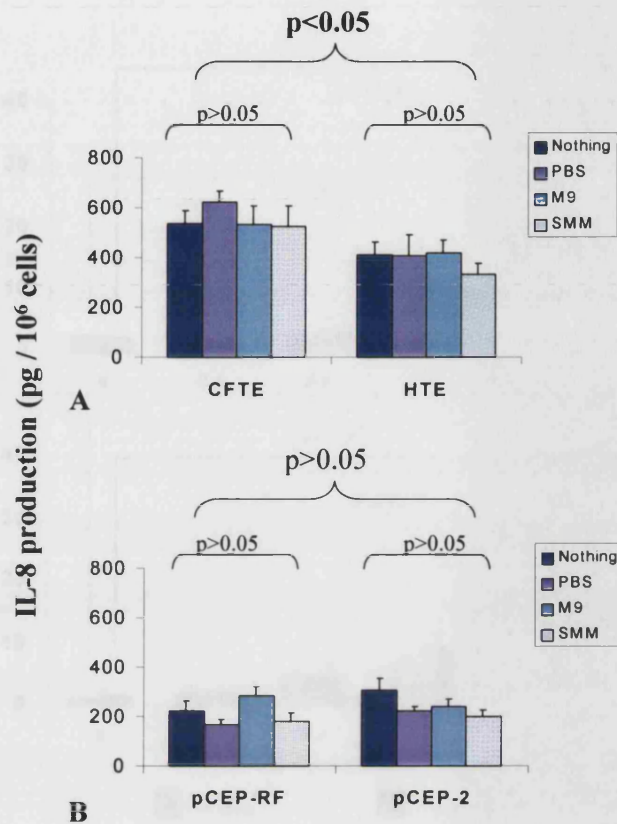 p<0.05
p>0.05 p>0.05
800
600
400
200
0
Nothing
PBS
M9
SMM
CFTE HTE
A
IL-8 production (pg / 10⁶ cells)
p>0.05
p>0.05 p>0.05
800
600
400
200
0
Nothing
PBS
M9
SMM
pCEP-RF pCEP-2
B